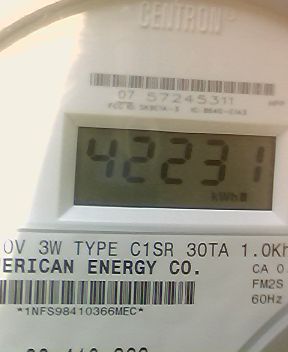 CENTRON
07 57245311
42231
kWh
0V 3W TYPE C1SR 30TA 1.0Kh
ERICAN ENERGY CO.
CA 0.
FM2S
60Hz
*1NFS98410366MEC*